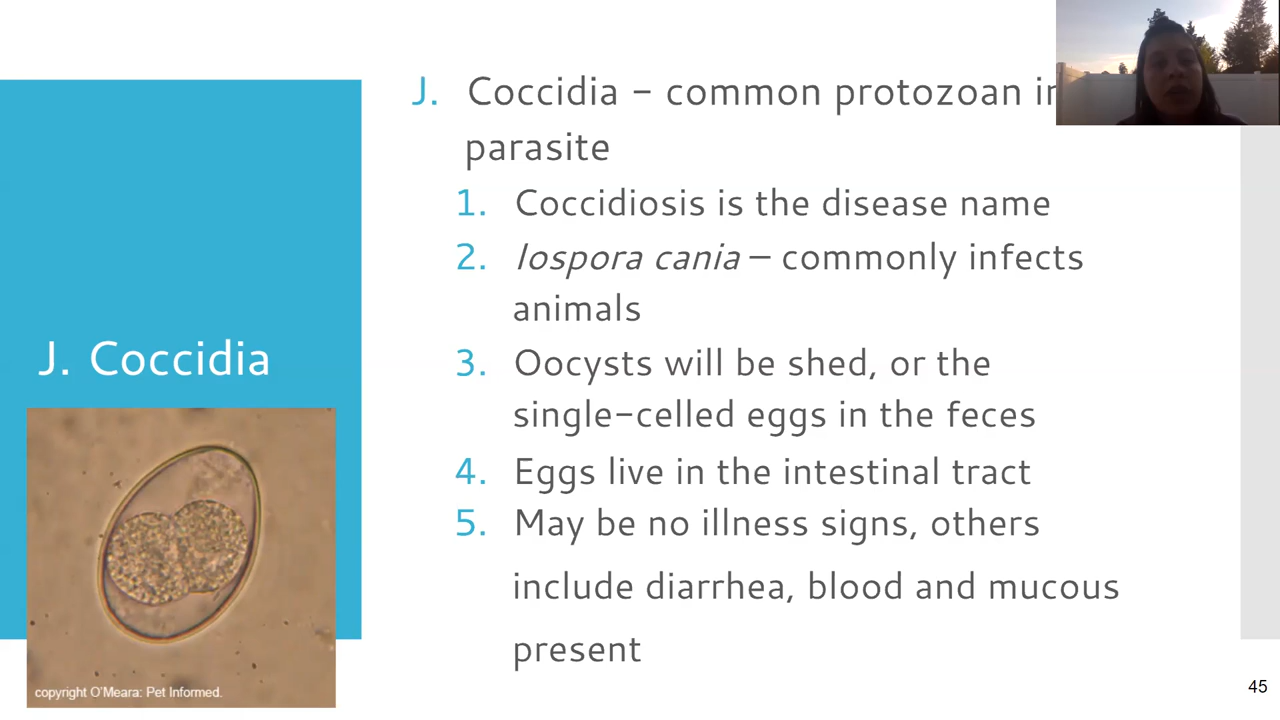 J. Coccidia
copyright O'Meara: Pet Informed.
J. Coccidia - common protozoan
parasite
1. Coccidiosis is the disease name
2. Iospora cania – commonly infects
animals
3. Oocysts will be shed, or the
single-celled eggs in the feces
4. Eggs live in the intestinal tract
5. May be no illness signs, others
include diarrhea, blood and mucous
present
45